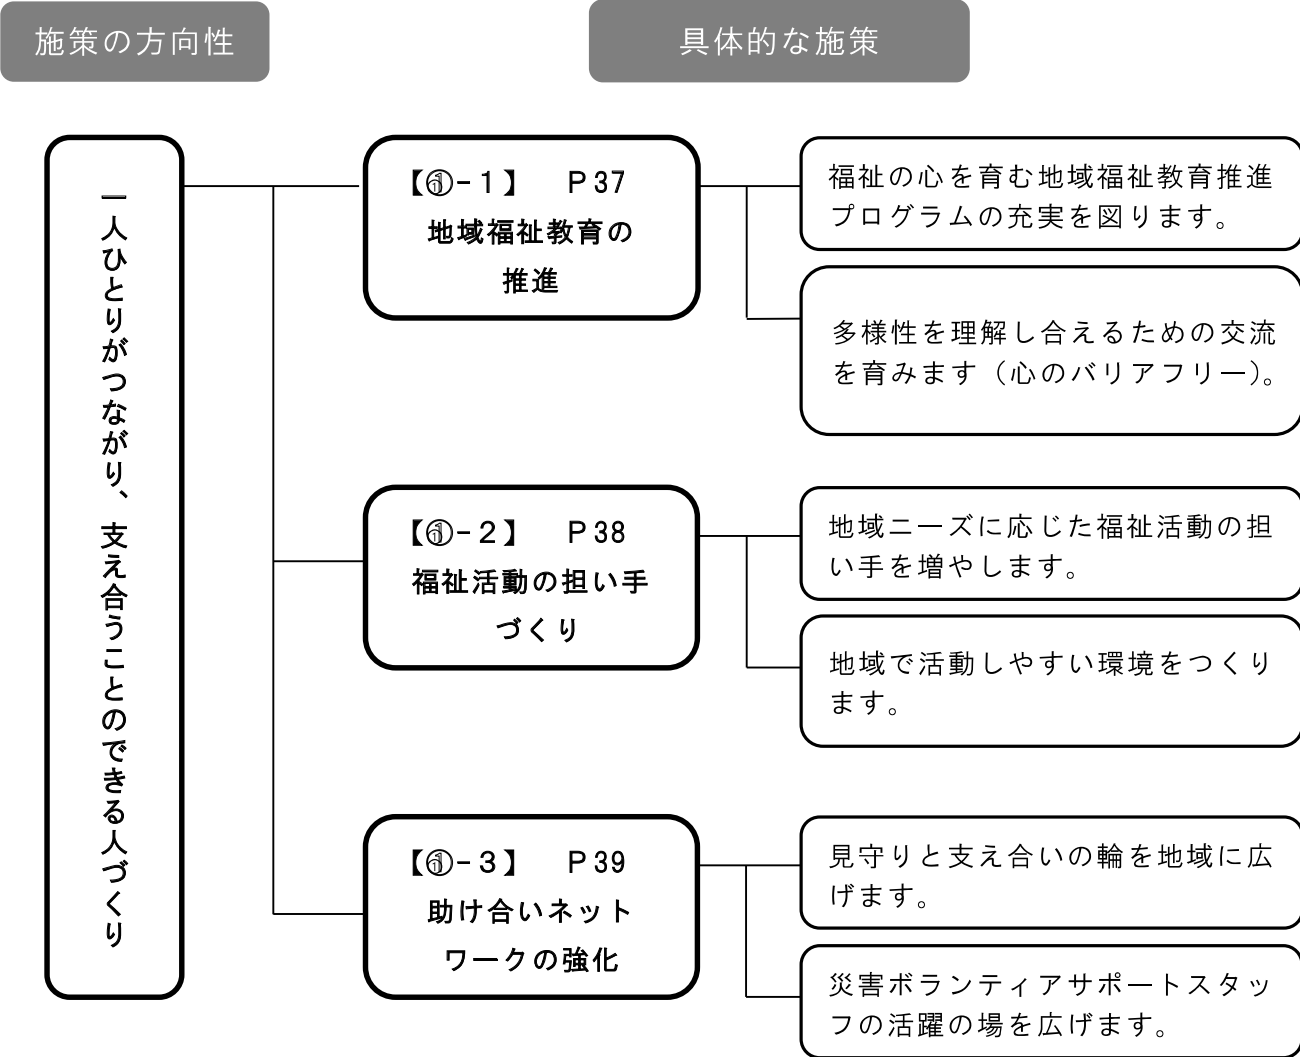 施策の方向性
具体的な施策
一人ひとりがつながり、支え合うことのできる人づくり
【①-1】 P37
地域福祉教育の
推進
福祉の心を育む地域福祉教育推進
プログラムの充実を図ります。
多様性を理解し合えるための交流
を育みます（心のバリアフリー）。
【①-2】 P38
福祉活動の担い手
づくり
地域ニーズに応じた福祉活動の担
い手を増やします。
地域で活動しやすい環境をつくり
ます。
【①-3】 P39
助け合いネット
ワークの強化
見守りと支え合いの輪を地域に広
げます。
災害ボランティアサポートスタッ
フの活躍の場を広げます。